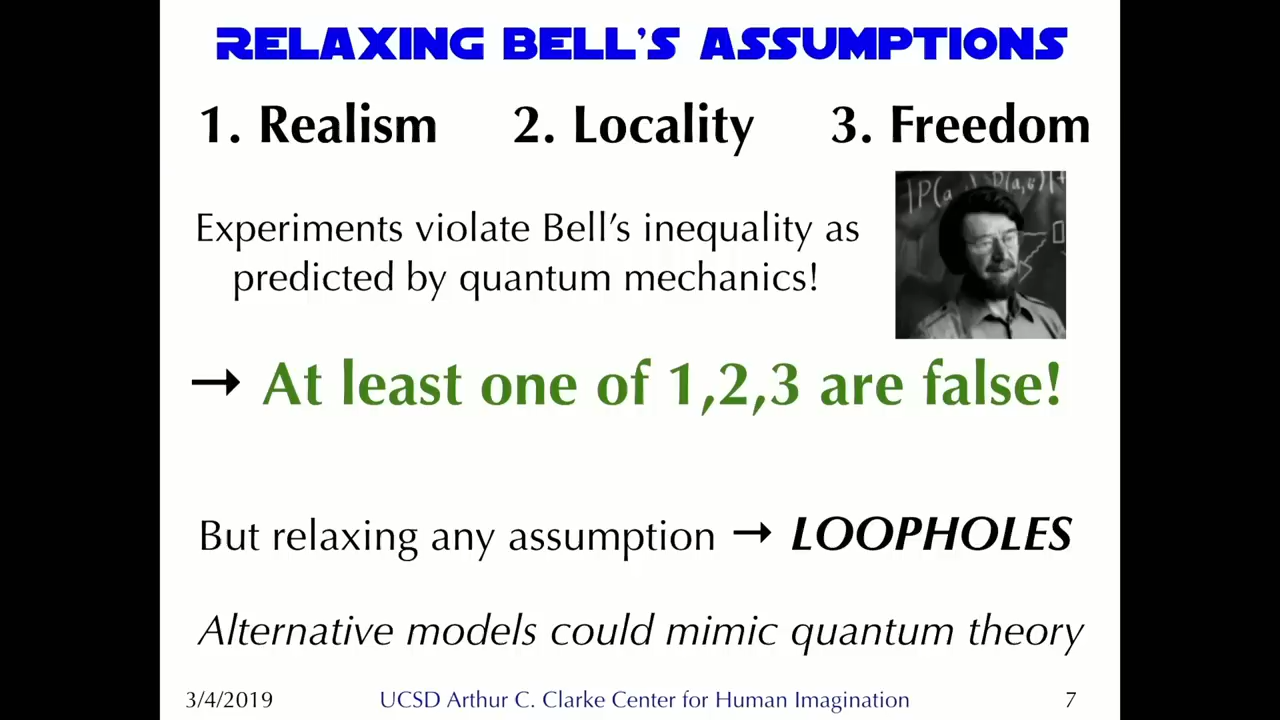 RELAXING BELL'S ASSUMPTIONS
1. Realism 2. Locality 3. Freedom
Experiments violate Bell's inequality as
predicted by quantum mechanics!
→ At least one of 1,2,3 are false!
But relaxing any assumption → LOOPHOLES
Alternative models could mimic quantum theory
3/4/2019 UCSD Arthur C. Clarke Center for Human Imagination 7